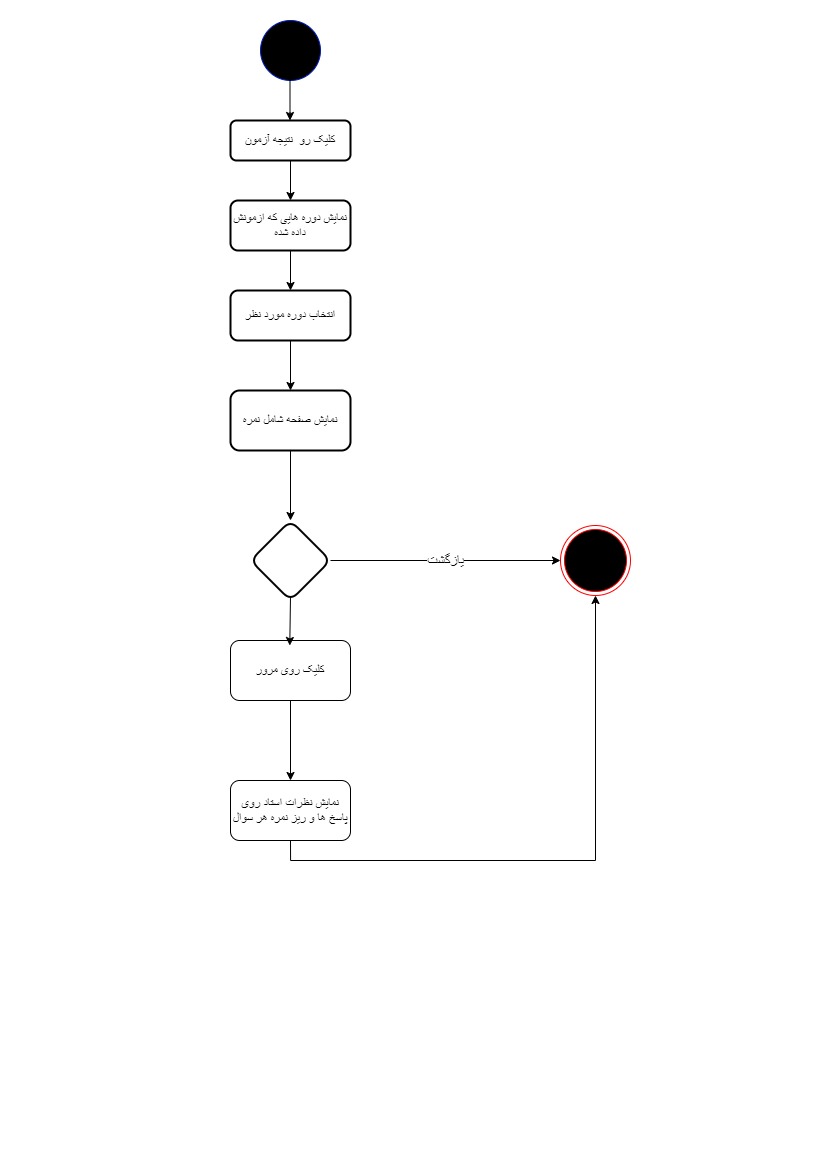 کلیک رو نتیجه آزمون
نمایش دوره هایی که ازمونش
داده شده
انتخاب دوره مورد نظر
نمایش صفحه شامل نمره
بازگشت
کلیک روی مرور
نمایش نظرات استاد روی
پاسخ ها و ریز نمره هر سوال